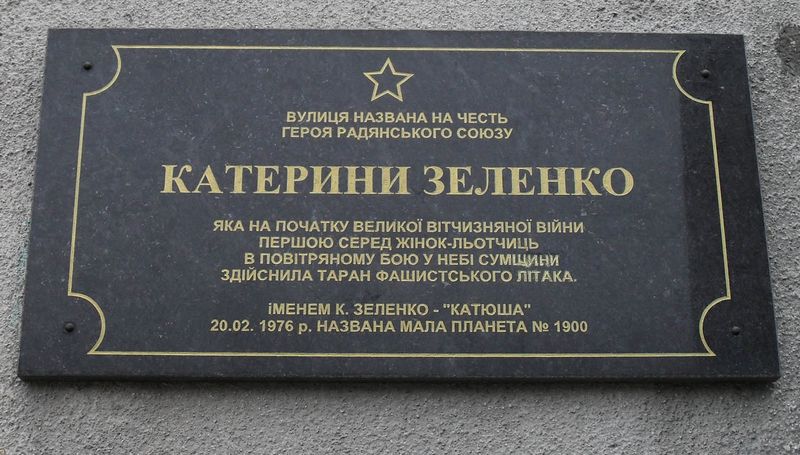 ВУЛИЦЯ НАЗВАНА НА ЧЕСТЬ
ГЕРОЯ РАДЯНСЬКОГО СОЮЗУ
КАТЕРИНИ ЗЕЛЕНКО
ЯКА НА ПОЧАТКУ ВЕЛИКОЇ ВІТЧИЗНЯНОЇ ВІЙНИ
ПЕРШОЮ СЕРЕД ЖІНОК-ЛЬОТЧИЦЬ
В ПОВІТРЯНОМУ БОЮ У НЕБІ СУМЩИНИ
ЗДІЙСНИЛА ТАРАН ФАШИСТСЬКОГО ЛІТАКА.
іМЕНЕМ К. ЗЕЛЕНКО - "КАТЮША"
20.02. 1976 р. НАЗВАНА МАЛА ПЛАНЕТА № 1900